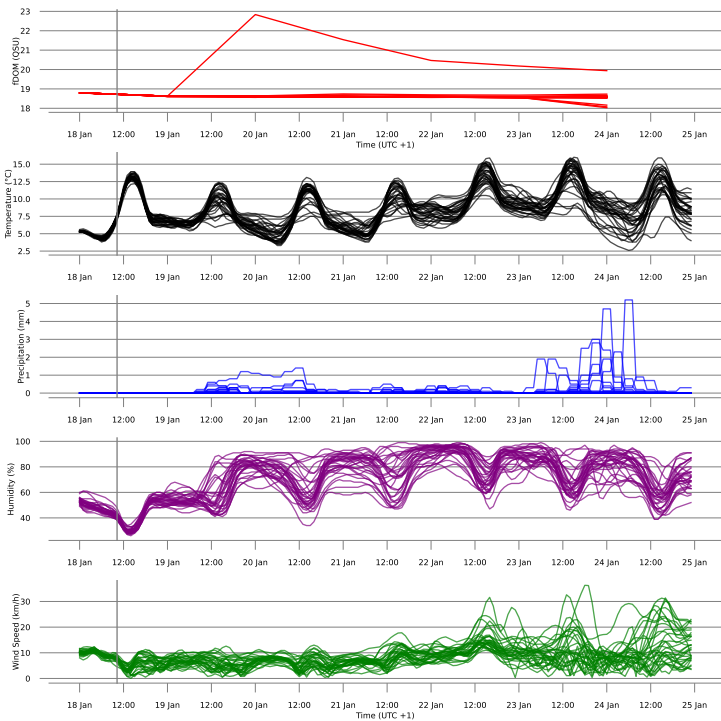 23
22
21
20
19
18
fDOM (QSU)
18 Jan 12:00 19 Jan 12:00 20 Jan 12:00 21 Jan 12:00 22 Jan 12:00 23 Jan 12:00 24 Jan 12:00 25 Jan
Time (UTC +1)
15.0
12.5
10.0
7.5
5.0
2.5
Temperature (°C)
18 Jan 12:00 19 Jan 12:00 20 Jan 12:00 21 Jan 12:00 22 Jan 12:00 23 Jan 12:00 24 Jan 12:00 25 Jan
5
4
3
2
1
0
Precipitation (mm)
18 Jan 12:00 19 Jan 12:00 20 Jan 12:00 21 Jan 12:00 22 Jan 12:00 23 Jan 12:00 24 Jan 12:00 25 Jan
100
80
60
40
Humidity (%)
18 Jan 12:00 19 Jan 12:00 20 Jan 12:00 21 Jan 12:00 22 Jan 12:00 23 Jan 12:00 24 Jan 12:00 25 Jan
30
20
10
0
Wind Speed (km/h)
18 Jan 12:00 19 Jan 12:00 20 Jan 12:00 21 Jan 12:00 22 Jan 12:00 23 Jan 12:00 24 Jan 12:00 25 Jan
Time (UTC +1)